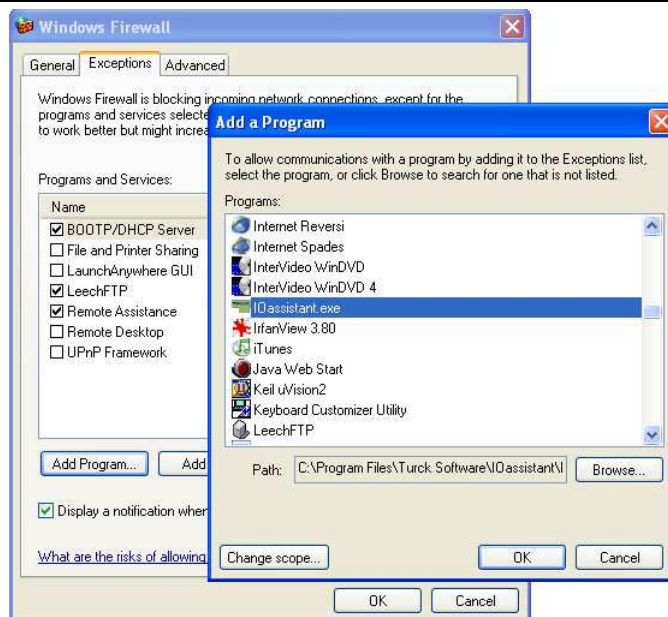 Windows Firewall
General Exceptions Advanced
Windows Firewall is blocking incoming network connections, except for the
programs and services selecte
to work better but might increa
Programs and Services:
Name
BOOTP/DHCP Server
File and Printer Sharing
LaunchAnywhere GUI
LeechFTP
Remote Assistance
Remote Desktop
UPnP Framework
Add Program... Add
Display a notification when
What are the risks of allowing
OK Cancel
Add a Program
To allow communications with a program by adding it to the Exceptions list,
select the program, or click Browse to search for one that is not listed.
Programs:
Internet Reversi
Internet Spades
InterVideo WinDVD
InterVideo WinDVD 4
IOassistant.exe
IrfanView 3.80
iTunes
Java Web Start
Keil uVision2
Keyboard Customizer Utility
LeechFTP
Path: C:\Program Files\Turck Software\IOassistant\I Browse...
Change scope... OK Cancel